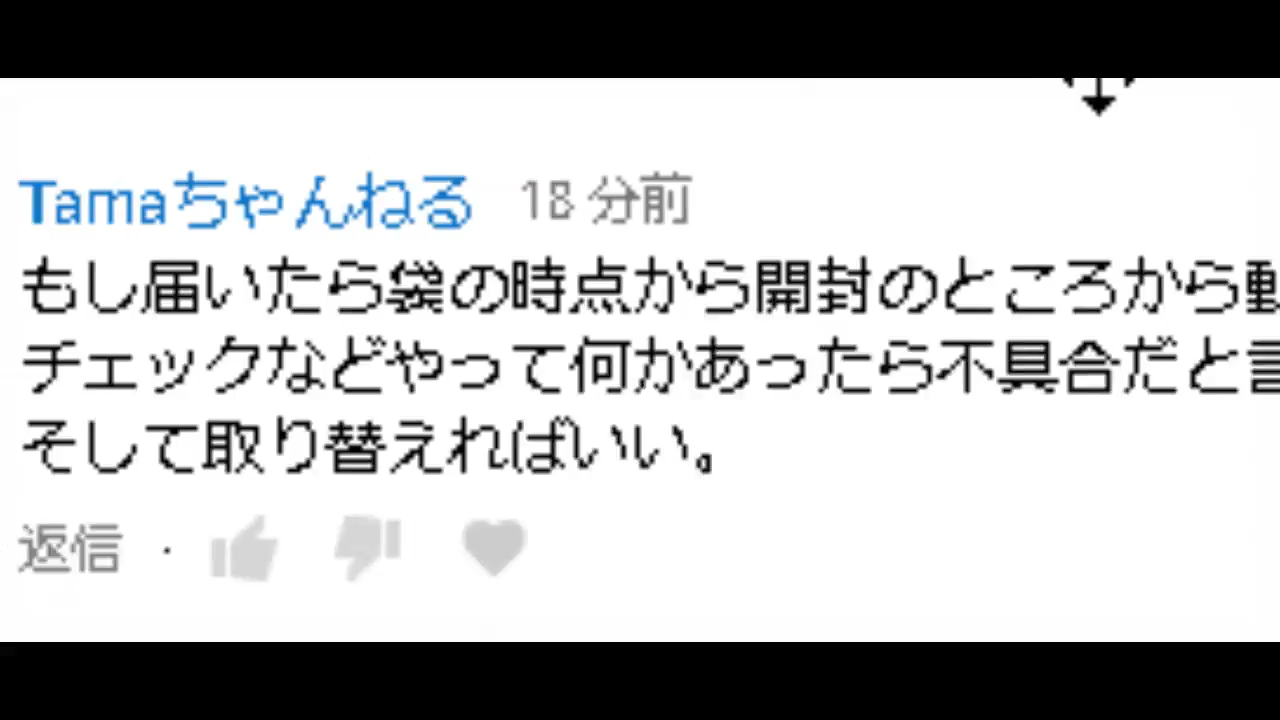 Tamaちゃんねる 18 分前
もし届いたら袋の時点から開封のところから動
チェックなどやって何かあったら不具合だと言
そして取り替えればいい。
返信 ·